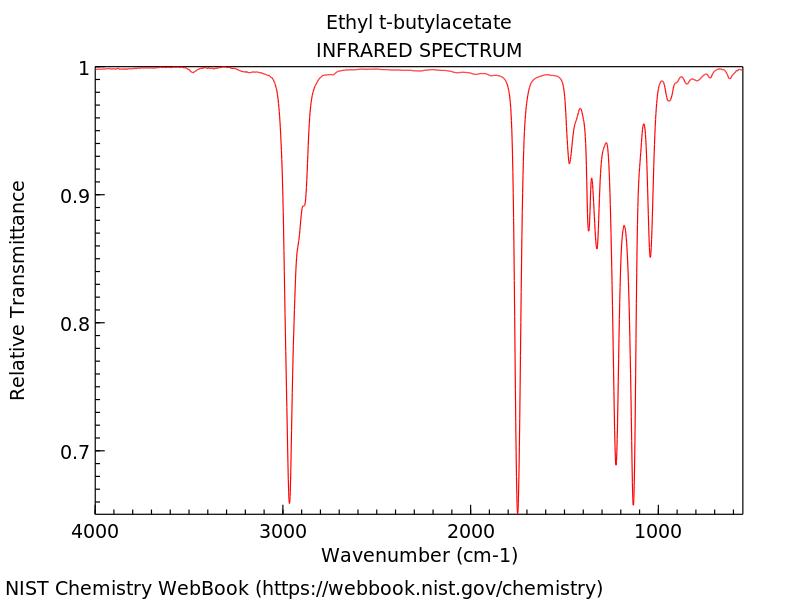 Ethyl t-butylacetate
INFRARED SPECTRUM
1
0.9
0.8
0.7
Relative Transmittance
4000 3000 2000 1000
Wavenumber (cm-1)
NIST Chemistry WebBook (https://webbook.nist.gov/chemistry)